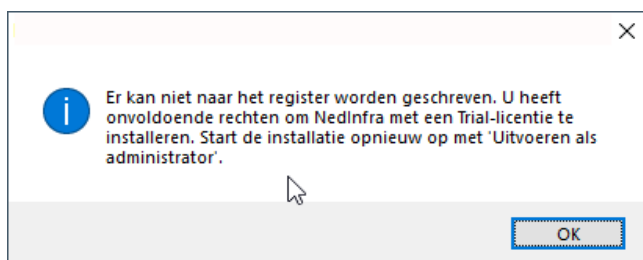 Er kan niet naar het register worden geschreven. U heeft
onvoldoende rechten om NedInfra met een Trial-licentie te
installeren. Start de installatie opnieuw op met 'Uitvoeren als
administrator'.
OK